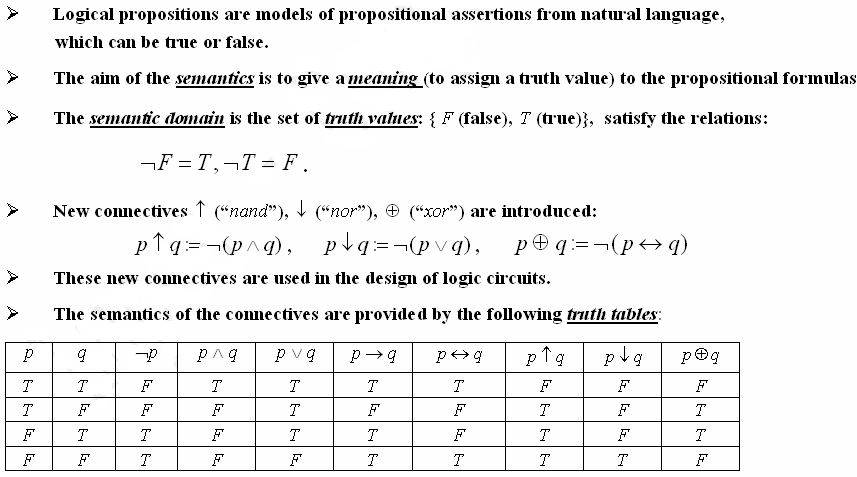 ➢ Logical propositions are models of propositional assertions from natural language,
which can be true or false.
➢ The aim of the semantics is to give a meaning (to assign a truth value) to the propositional formulas
➢ The semantic domain is the set of truth values: { F (false), T (true)}, satisfy the relations:
¬F = T, ¬T = F .
➢ New connectives ↑ (“nand”), ↓ (“nor”), ⊕ (“xor”) are introduced:
p ↑ q := ¬(p ∧ q) , p ↓ q := ¬(p ∨ q) , p ⊕ q := ¬(p ↔ q)
➢ These new connectives are used in the design of logic circuits.
➢ The semantics of the connectives are provided by the following truth tables:
p q ¬p p ∧ q p ∨ q p → q p ↔ q p ↑ q p ↓ q p ⊕ q
T T F T T T T F F F
T F F F T F F T F T
F T T F T T F T F T
F F T F F T T T T F